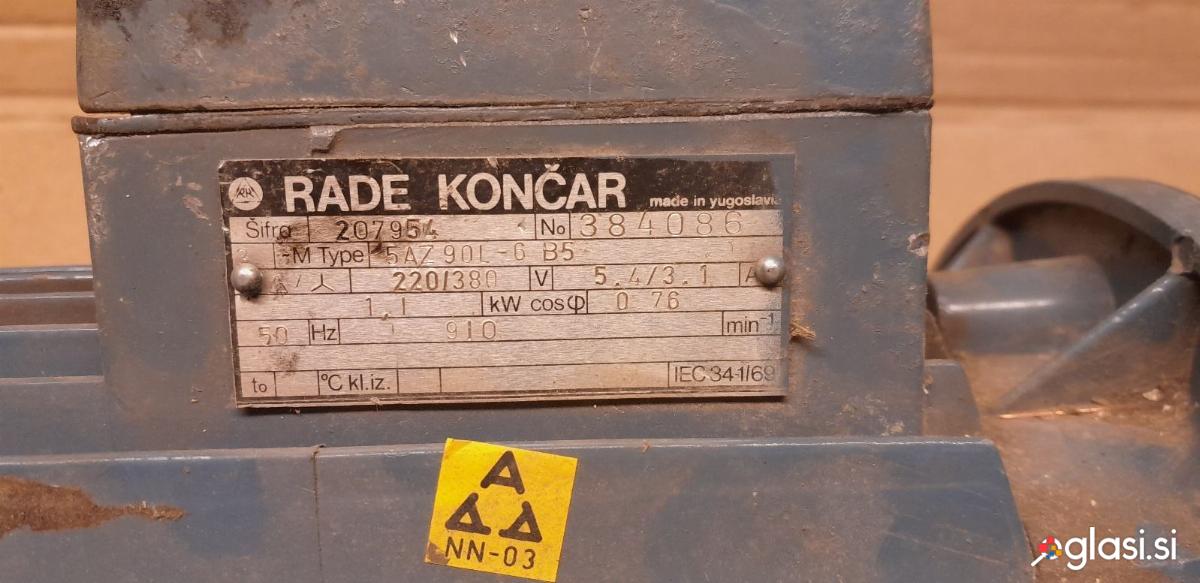 RADE KONČAR made in yugoslavia
Šifra 207954 No 384086
~M Type 5AZ 90L-6 B5
/ 220/380 V 5.4/3.1 A
1,1 kW cosφ 0 76
50 Hz 910 min-1
to °C kl.iz. IEC 34-1/69
A
A A
NN-03
oglasi.si